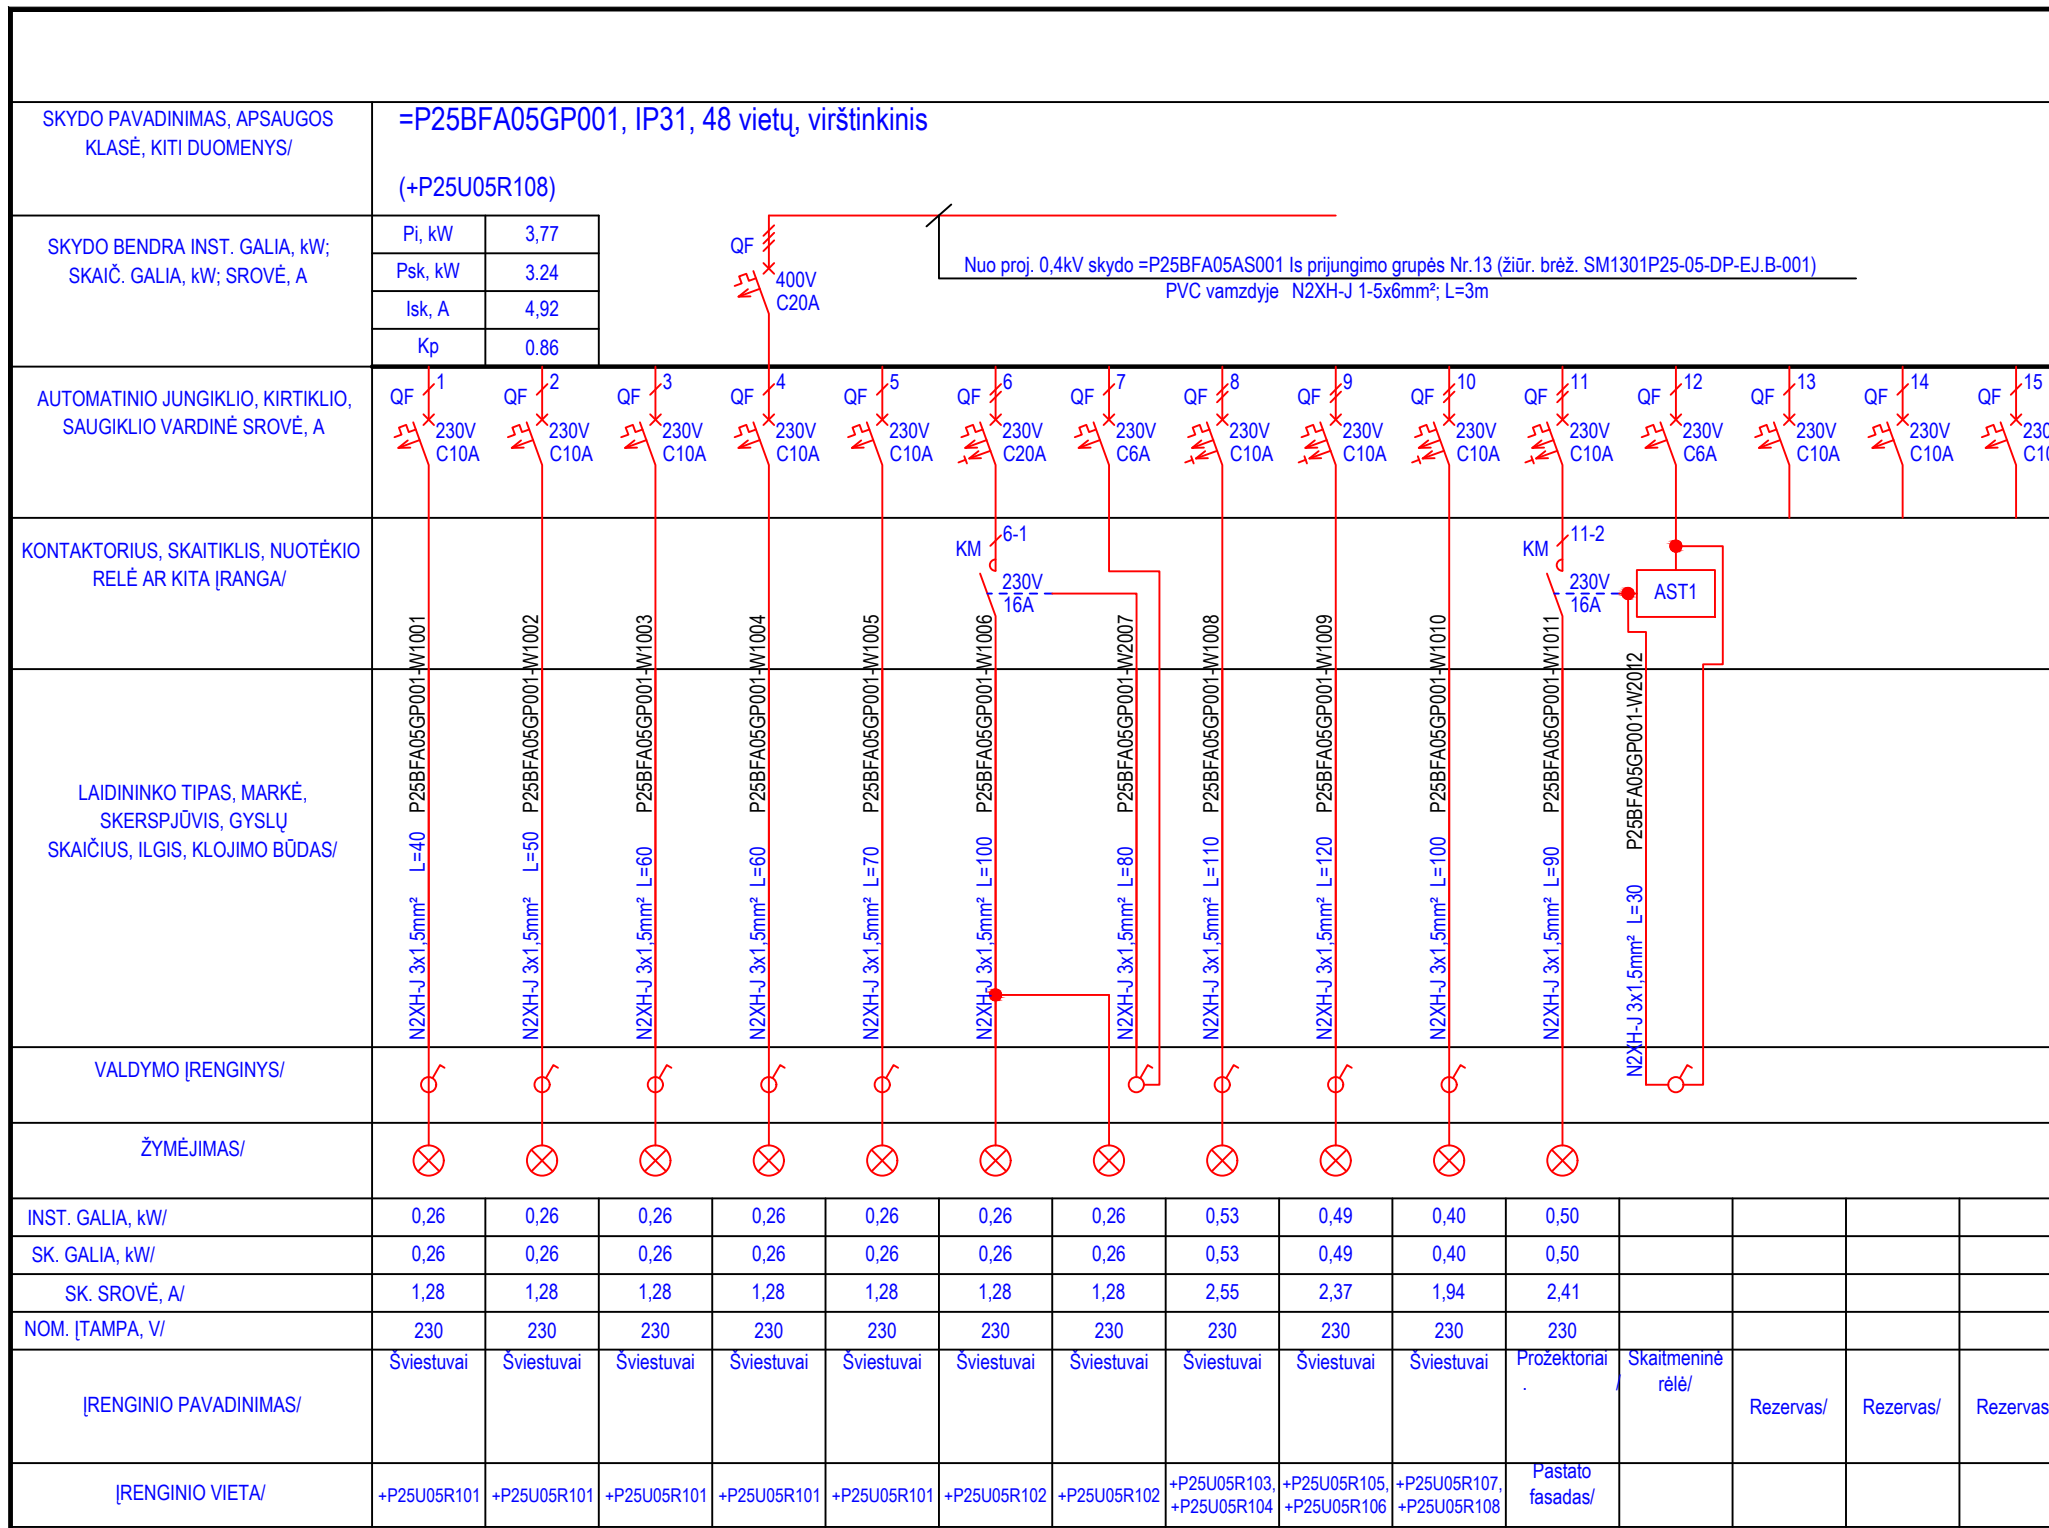 SKYDO PAVADINIMAS, APSAUGOS
KLASĖ, KITI DUOMENYS/
=P25BFA05GP001, IP31, 48 vietų, virštinkinis
(+P25U05R108)
SKYDO BENDRA INST. GALIA, kW;
SKAIČ. GALIA, kW; SROVĖ, A
Pi, kW 3,77
Psk, kW 3.24
Isk, A 4,92
Kp 0.86
QF
400V
C20A
Nuo proj. 0,4kV skydo =P25BFA05AS001 Is prijungimo grupės Nr.13 (žiūr. brėž. SM1301P25-05-DP-EJ.B-001)
PVC vamzdyje N2XH-J 1-5x6mm²; L=3m
AUTOMATINIO JUNGIKLIO, KIRTIKLIO,
SAUGIKLIO VARDINĖ SROVĖ, A
1 2 3 4 5 6 7 8 9 10 11 12 13 14 15
QF QF QF QF QF QF QF QF QF QF QF QF QF QF QF
230V 230V 230V 230V 230V 230V 230V 230V 230V 230V 230V 230V 230V 230V
C10A C10A C10A C10A C10A C20A C6A C10A C10A C10A C10A C6A C10A C10A
KONTAKTORIUS, SKAITIKLIS, NUOTĖKIO
RELĖ AR KITA ĮRANGA/
KM 6-1
230V
16A
KM 11-2
230V
16A
AST1
LAIDININKO TIPAS, MARKĖ,
SKERSPJŪVIS, GYSLŲ
SKAIČIUS, ILGIS, KLOJIMO BŪDAS/
N2XH-J 3x1,5mm² L=40 P25BFA05GP001-W1001
N2XH-J 3x1,5mm² L=50 P25BFA05GP001-W1002
N2XH-J 3x1,5mm² L=60 P25BFA05GP001-W1003
N2XH-J 3x1,5mm² L=60 P25BFA05GP001-W1004
N2XH-J 3x1,5mm² L=70 P25BFA05GP001-W1005
N2XH-J 3x1,5mm² L=100 P25BFA05GP001-W1006
N2XH-J 3x1,5mm² L=80 P25BFA05GP001-W2007
N2XH-J 3x1,5mm² L=110 P25BFA05GP001-W1008
N2XH-J 3x1,5mm² L=120 P25BFA05GP001-W1009
N2XH-J 3x1,5mm² L=100 P25BFA05GP001-W1010
N2XH-J 3x1,5mm² L=90 P25BFA05GP001-W1011
N2XH-J 3x1,5mm² L=30 P25BFA05GP001-W2012
VALDYMO ĮRENGINYS/
ŽYMĖJIMAS/
INST. GALIA, kW/ 0,26 0,26 0,26 0,26 0,26 0,26 0,26 0,53 0,49 0,40 0,50
SK. GALIA, kW/ 0,26 0,26 0,26 0,26 0,26 0,26 0,26 0,53 0,49 0,40 0,50
SK. SROVĖ, A/ 1,28 1,28 1,28 1,28 1,28 1,28 1,28 2,55 2,37 1,94 2,41
NOM. ĮTAMPA, V/ 230 230 230 230 230 230 230 230 230 230 230
ĮRENGINIO PAVADINIMAS/
Šviestuvai Šviestuvai Šviestuvai Šviestuvai Šviestuvai Šviestuvai Šviestuvai Šviestuvai Šviestuvai Šviestuvai Prožektoriai Skaitmeninė
. / rėlė/
Rezervas/ Rezervas/ Rezervas
ĮRENGINIO VIETA/
+P25U05R101 +P25U05R101 +P25U05R101 +P25U05R101 +P25U05R101 +P25U05R102 +P25U05R102
+P25U05R103,
+P25U05R104
+P25U05R105,
+P25U05R106
+P25U05R107,
+P25U05R108
Pastato
fasadas/